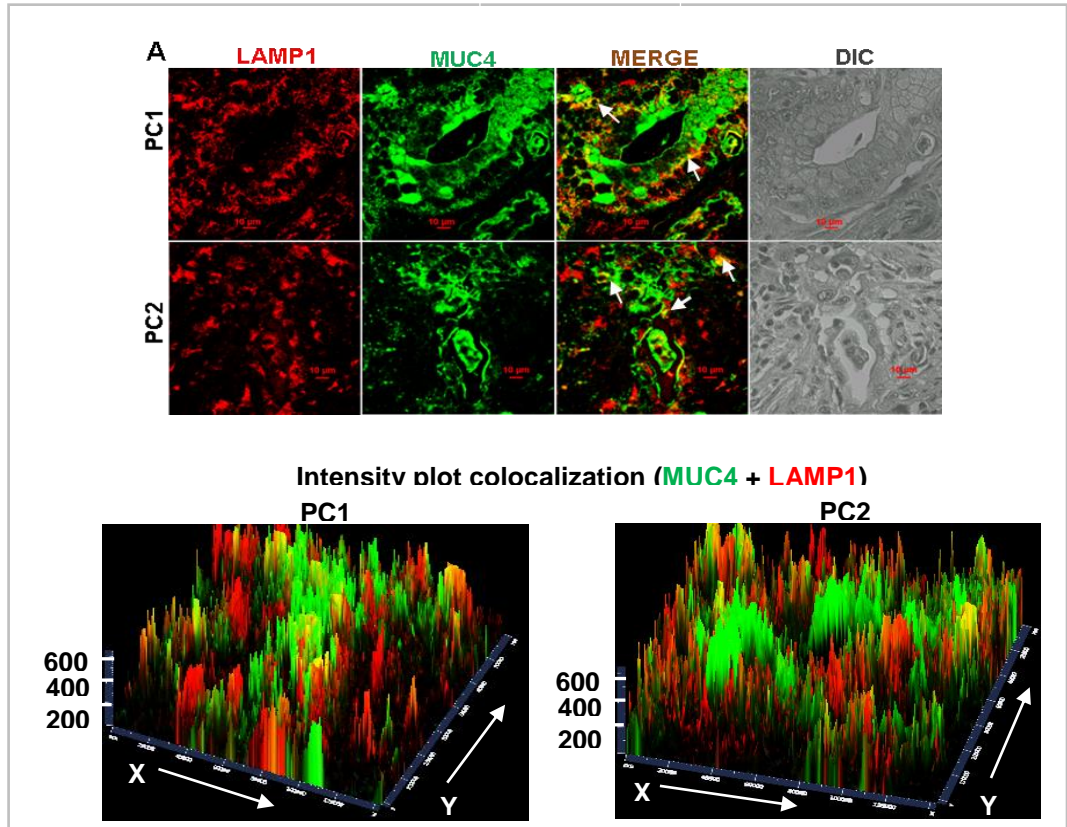 A
LAMP1 MUC4 MERGE DIC
PC1
10 µm 10 µm 10 µm 10 µm
PC2
10 µm 10 µm 10 µm 10 µm
Intensity plot colocalization (MUC4 + LAMP1)
PC1 PC2
600
400
200
X Y
600
400
200
X Y